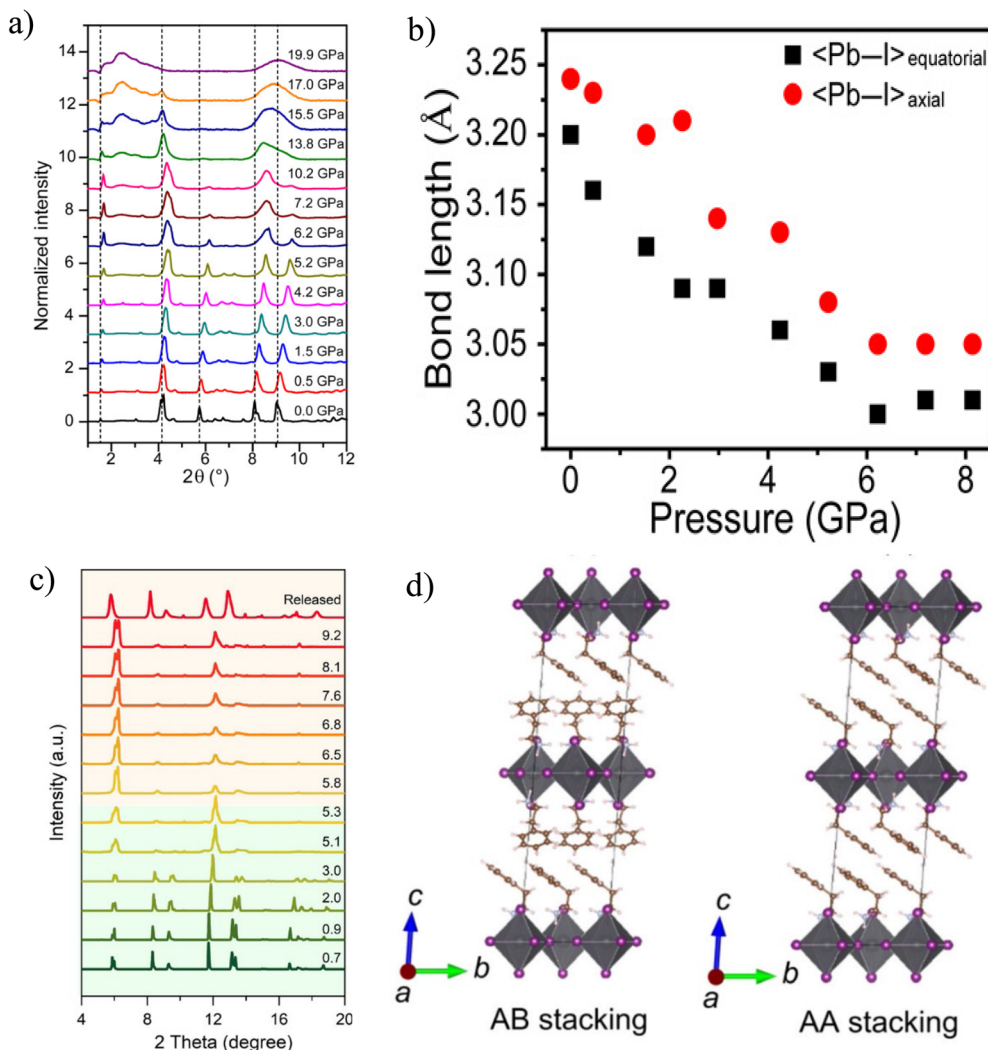 a)
14
12
10
8
6
4
2
0
Normalized intensity
19.9 GPa
17.0 GPa
15.5 GPa
13.8 GPa
10.2 GPa
7.2 GPa
6.2 GPa
5.2 GPa
4.2 GPa
3.0 GPa
1.5 GPa
0.5 GPa
0.0 GPa
2 4 6 8 10 12
2θ (°)
b)
<Pb−I>equatorial
<Pb−I>axial
3.25
3.20
3.15
3.10
3.05
3.00
Bond length (Å)
0 2 4 6 8
Pressure (GPa)
c)
Intensity (a.u.)
Released
9.2
8.1
7.6
6.8
6.5
5.8
5.3
5.1
3.0
2.0
0.9
0.7
4 8 12 16 20
2 Theta (degree)
d)
c
b
a
AB stacking
c
b
a
AA stacking